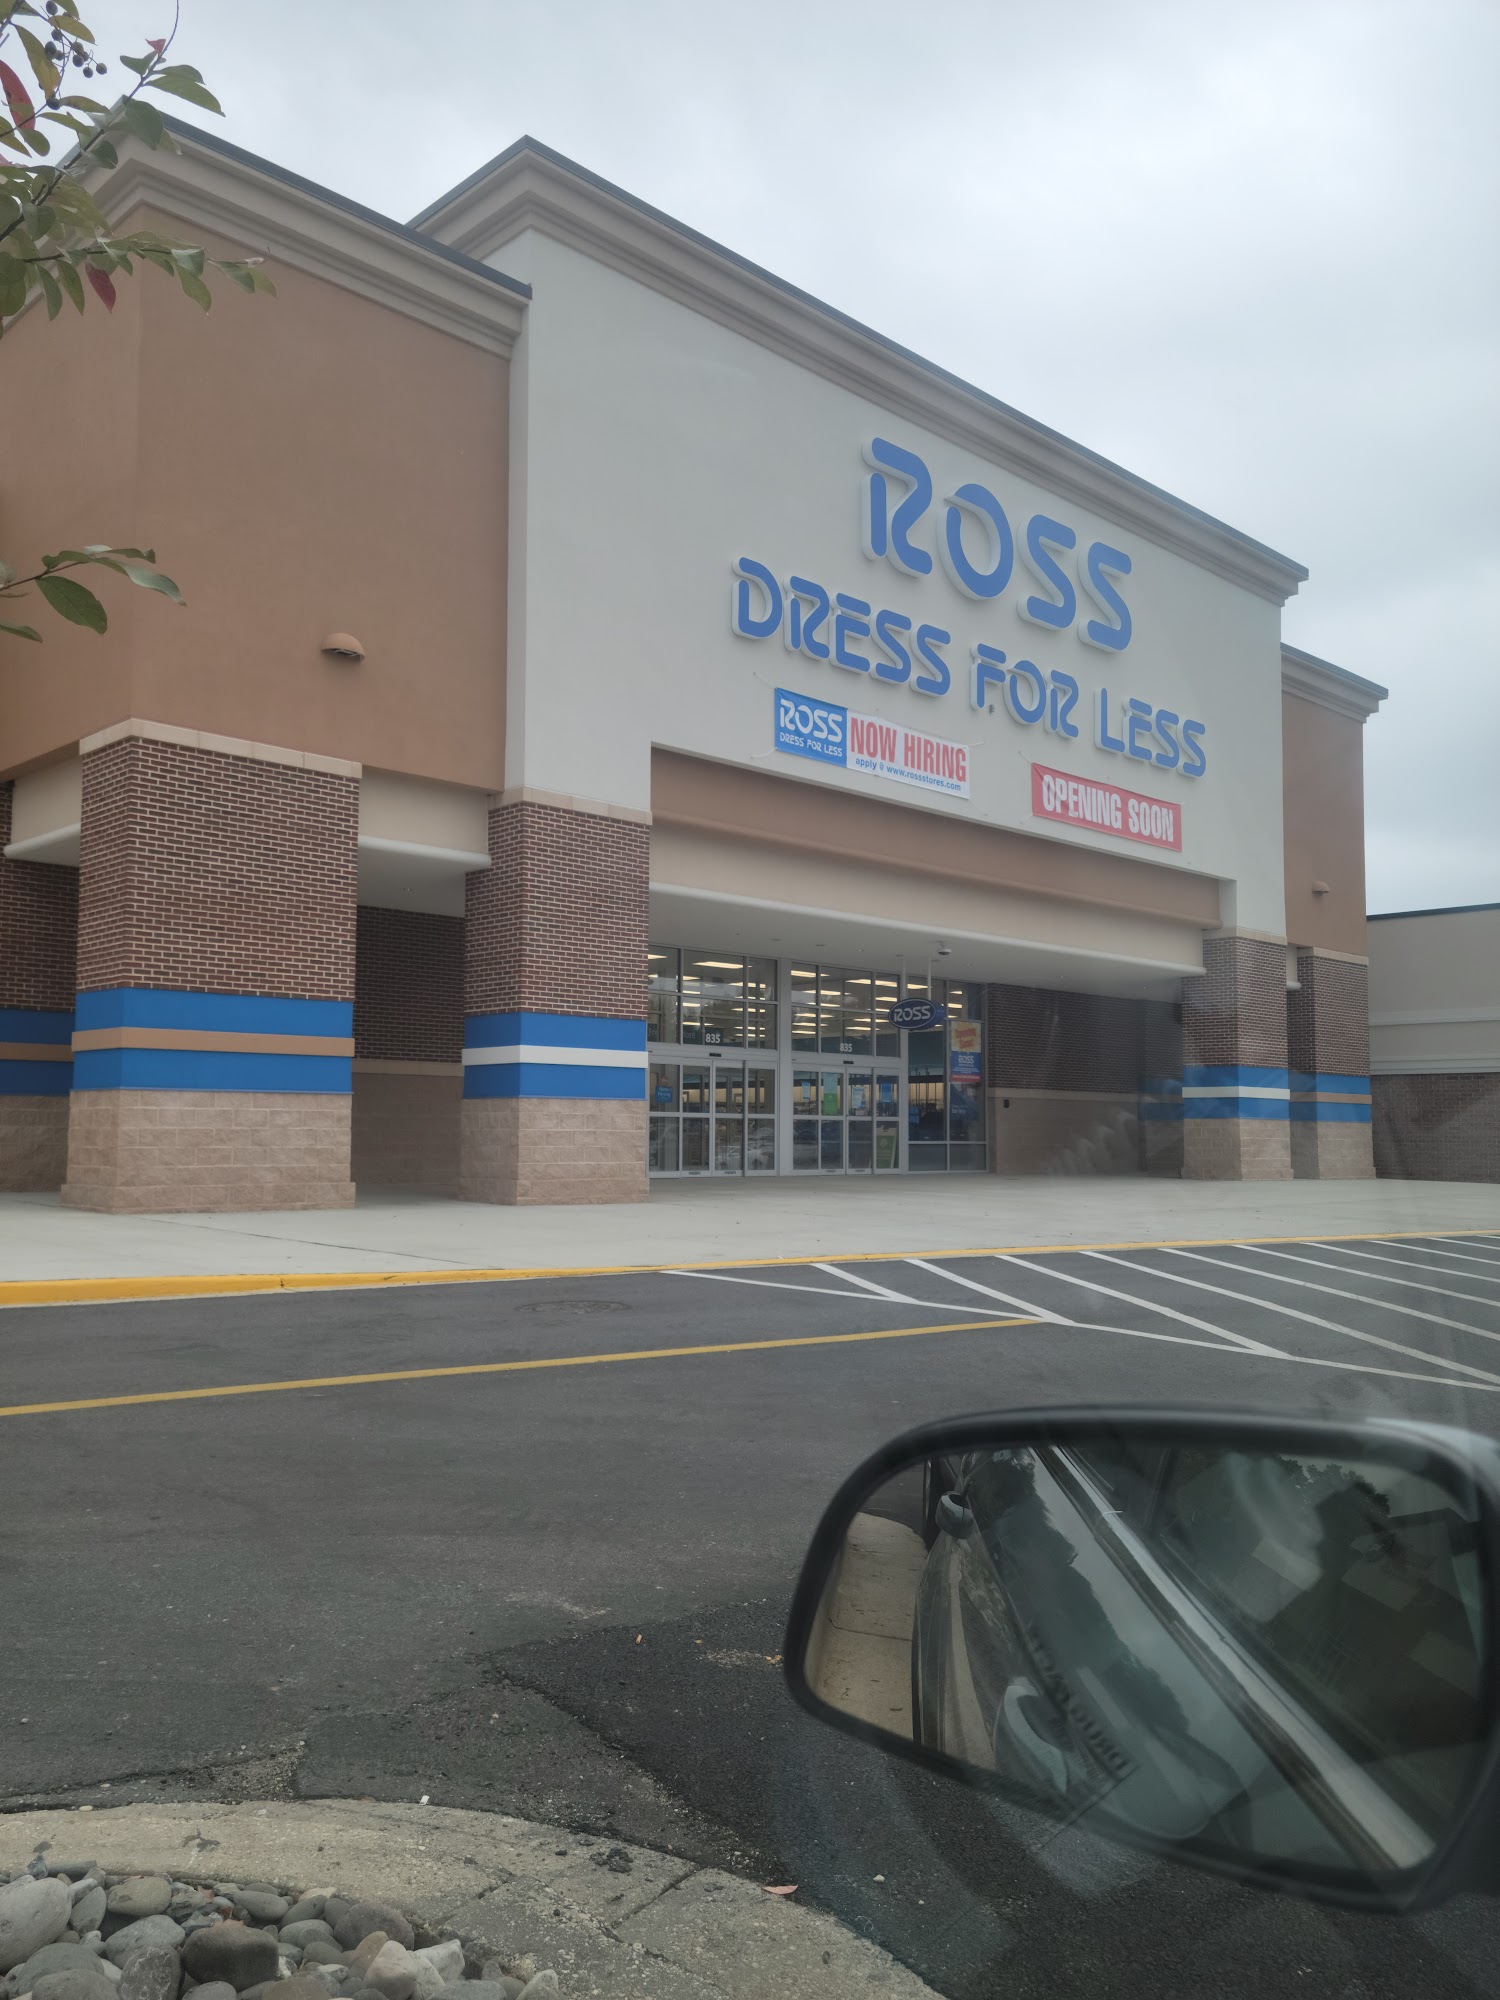 ROSS
DRESS FOR LESS
ROSS
DRESS FOR LESS
NOW HIRING
apply @ www.rossstores.com
OPENING SOON
ROSS
835
835
ROSS